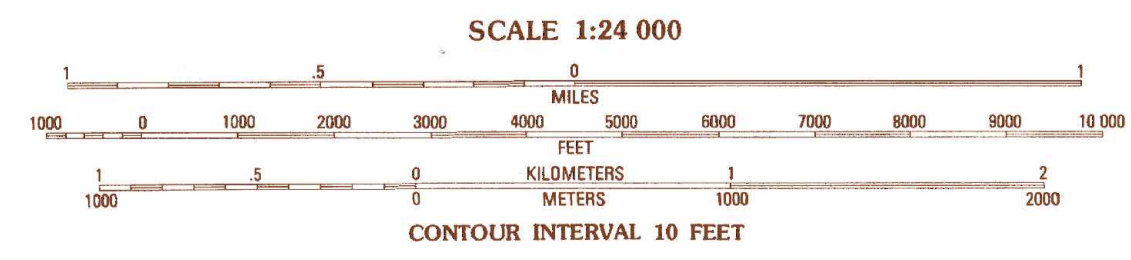 SCALE 1:24 000
1 .5 0 1
MILES
1000 0 1000 2000 3000 4000 5000 6000 7000 8000 9000 10 000
FEET
1 .5 0 KILOMETERS 1 2
1000 0 METERS 1000 2000
CONTOUR INTERVAL 10 FEET